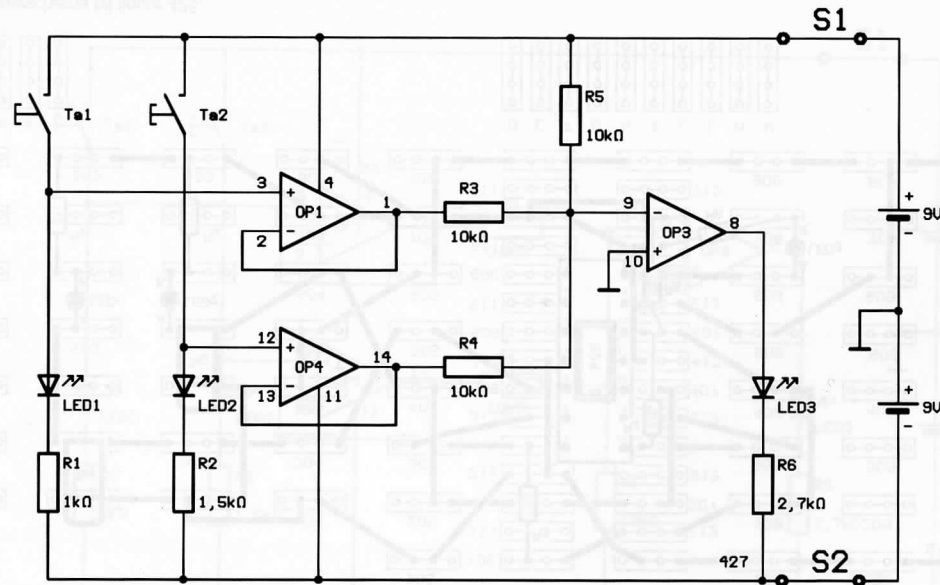 S1
Ta1
Ta2
R5
10kΩ
3
+
4
OP1
1
2
−
R3
10kΩ
9
−
OP3
8
10
+
+
9V
−
12
+
OP4
14
13
−
11
R4
10kΩ
LED1
LED2
LED3
+
9V
−
R1
1kΩ
R2
1,5kΩ
R6
2,7kΩ
427
S2